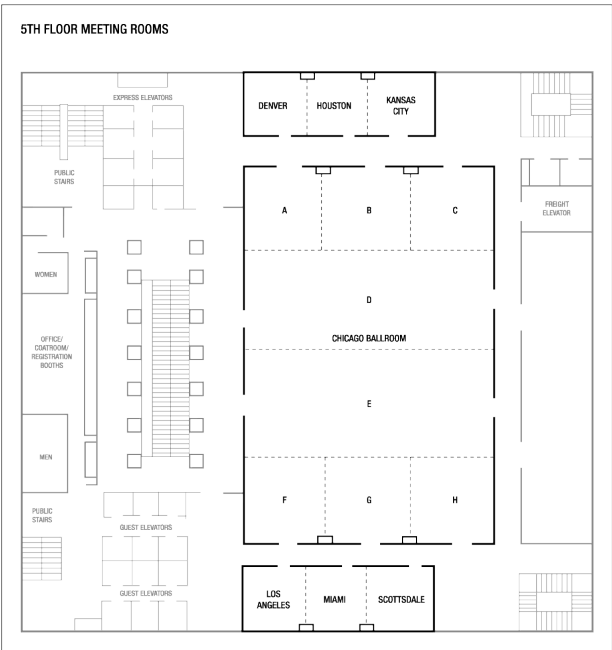 5TH FLOOR MEETING ROOMS
EXPRESS ELEVATORS
DENVER
HOUSTON
KANSAS
CITY
PUBLIC
STAIRS
A
B
C
FREIGHT
ELEVATOR
WOMEN
D
OFFICE/
COATROOM/
REGISTRATION
BOOTHS
CHICAGO BALLROOM
E
MEN
F
G
H
PUBLIC
STAIRS
GUEST ELEVATORS
GUEST ELEVATORS
LOS
ANGELES
MIAMI
SCOTTSDALE